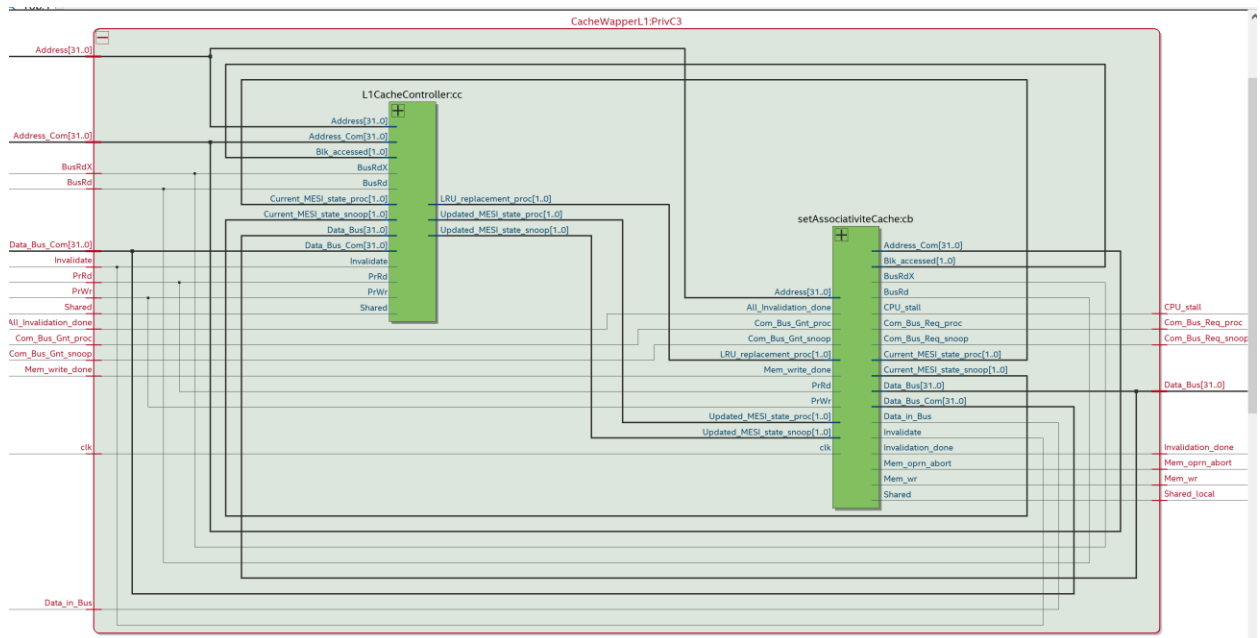 CacheWapperL1:PrivC3
Address[31..0]
Address_Com[31..0]
BusRdX
BusRd
Data_Bus_Com[31..0]
Invalidate
PrRd
PrWr
Shared
All_Invalidation_done
Com_Bus_Gnt_proc
Com_Bus_Gnt_snoop
Mem_write_done
clk
Data_in_Bus
L1CacheController:cc
Address[31..0]
Address_Com[31..0]
Blk_accessed[1..0]
BusRdX
BusRd
Current_MESI_state_proc[1..0]
Current_MESI_state_snoop[1..0]
Data_Bus[31..0]
Data_Bus_Com[31..0]
Invalidate
PrRd
PrWr
Shared
LRU_replacement_proc[1..0]
Updated_MESI_state_proc[1..0]
Updated_MESI_state_snoop[1..0]
setAssociativiteCache:cb
Address[31..0]
All_Invalidation_done
Com_Bus_Gnt_proc
Com_Bus_Gnt_snoop
LRU_replacement_proc[1..0]
Mem_write_done
PrRd
PrWr
Updated_MESI_state_proc[1..0]
Updated_MESI_state_snoop[1..0]
clk
Address_Com[31..0]
Blk_accessed[1..0]
BusRdX
BusRd
CPU_stall
Com_Bus_Req_proc
Com_Bus_Req_snoop
Current_MESI_state_proc[1..0]
Current_MESI_state_snoop[1..0]
Data_Bus[31..0]
Data_Bus_Com[31..0]
Data_in_Bus
Invalidate
Invalidation_done
Mem_oprn_abort
Mem_wr
Shared
CPU_stall
Com_Bus_Req_proc
Com_Bus_Req_snoop
Data_Bus[31..0]
Invalidation_done
Mem_oprn_abort
Mem_wr
Shared_local